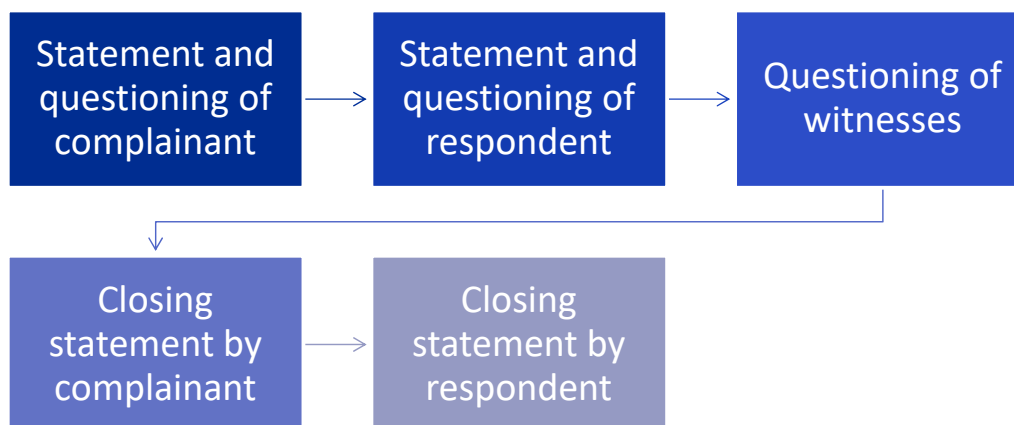 Statement and
questioning of
complainant
Statement and
questioning of
respondent
Questioning of
witnesses
Closing
statement by
complainant
Closing
statement by
respondent